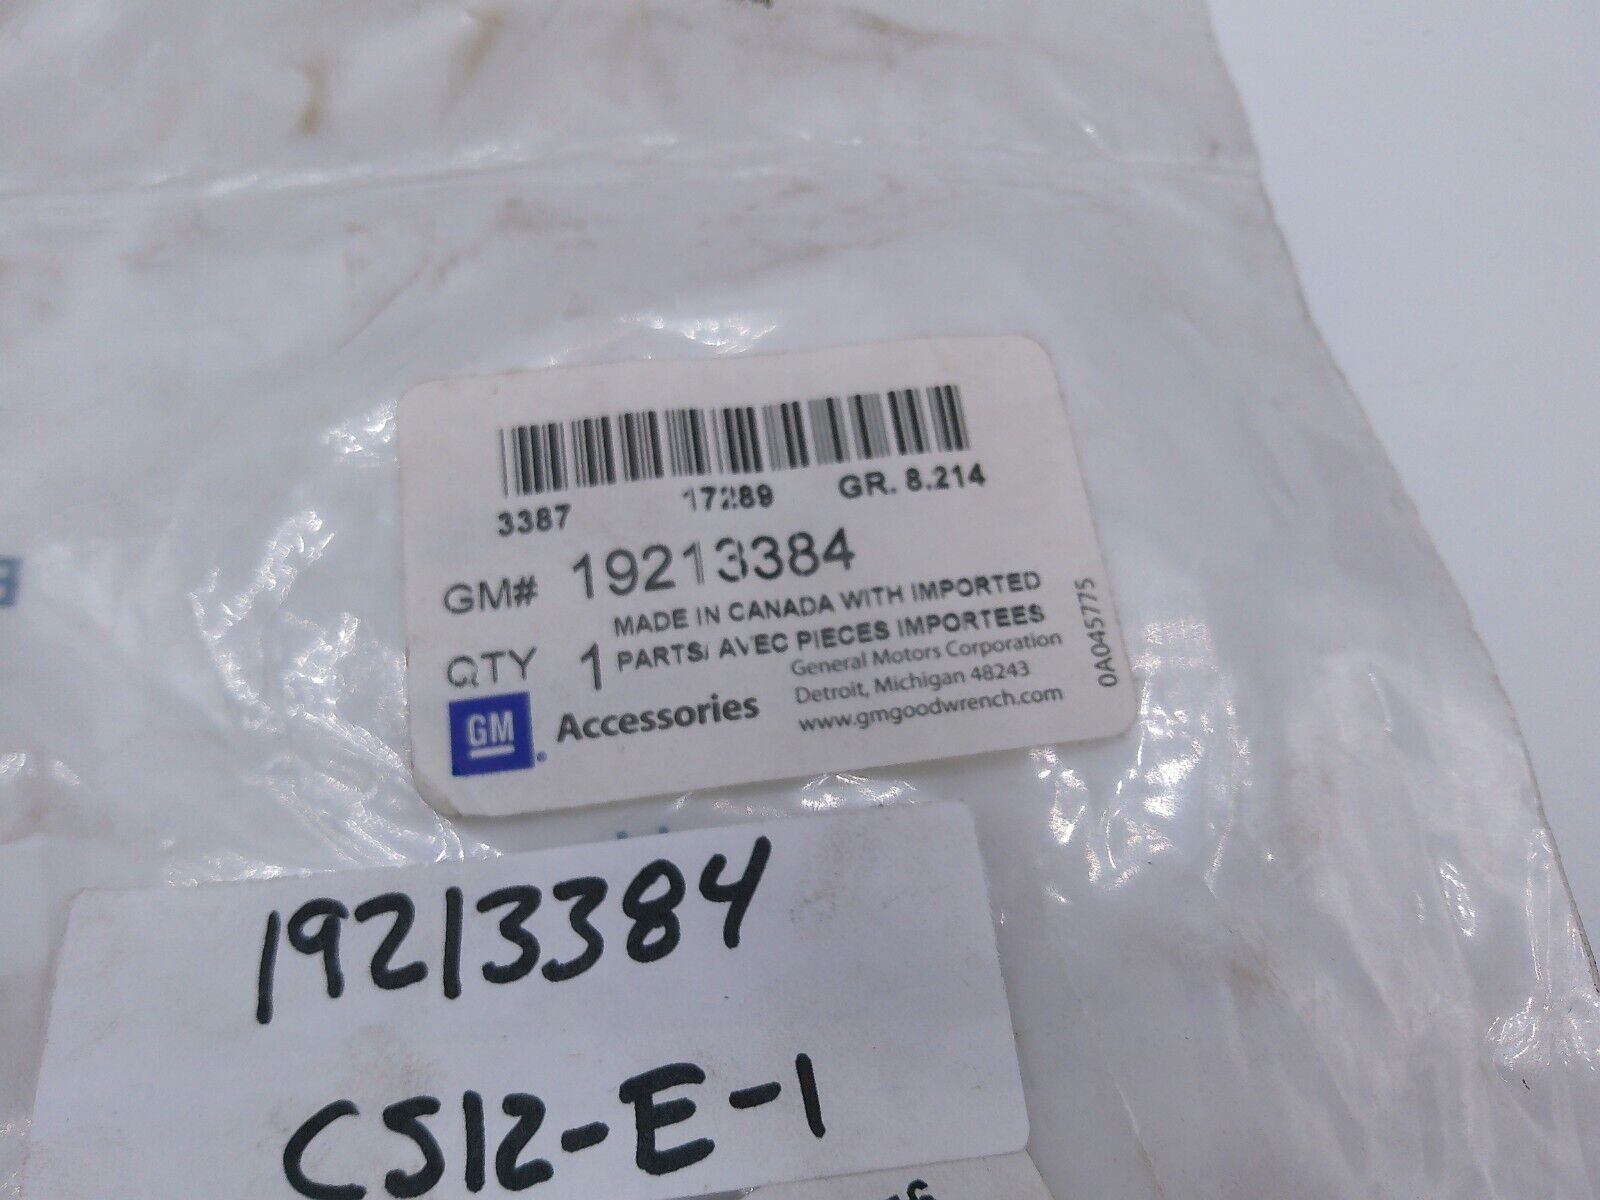 3387 17289 GR. 8.214
GM# 19213384
MADE IN CANADA WITH IMPORTED
QTY 1 PARTS/ AVEC PIECES IMPORTEES
GM Accessories
General Motors Corporation
Detroit, Michigan 48243
www.gmgoodwrench.com
0A045775
19213384
CS12-E-1